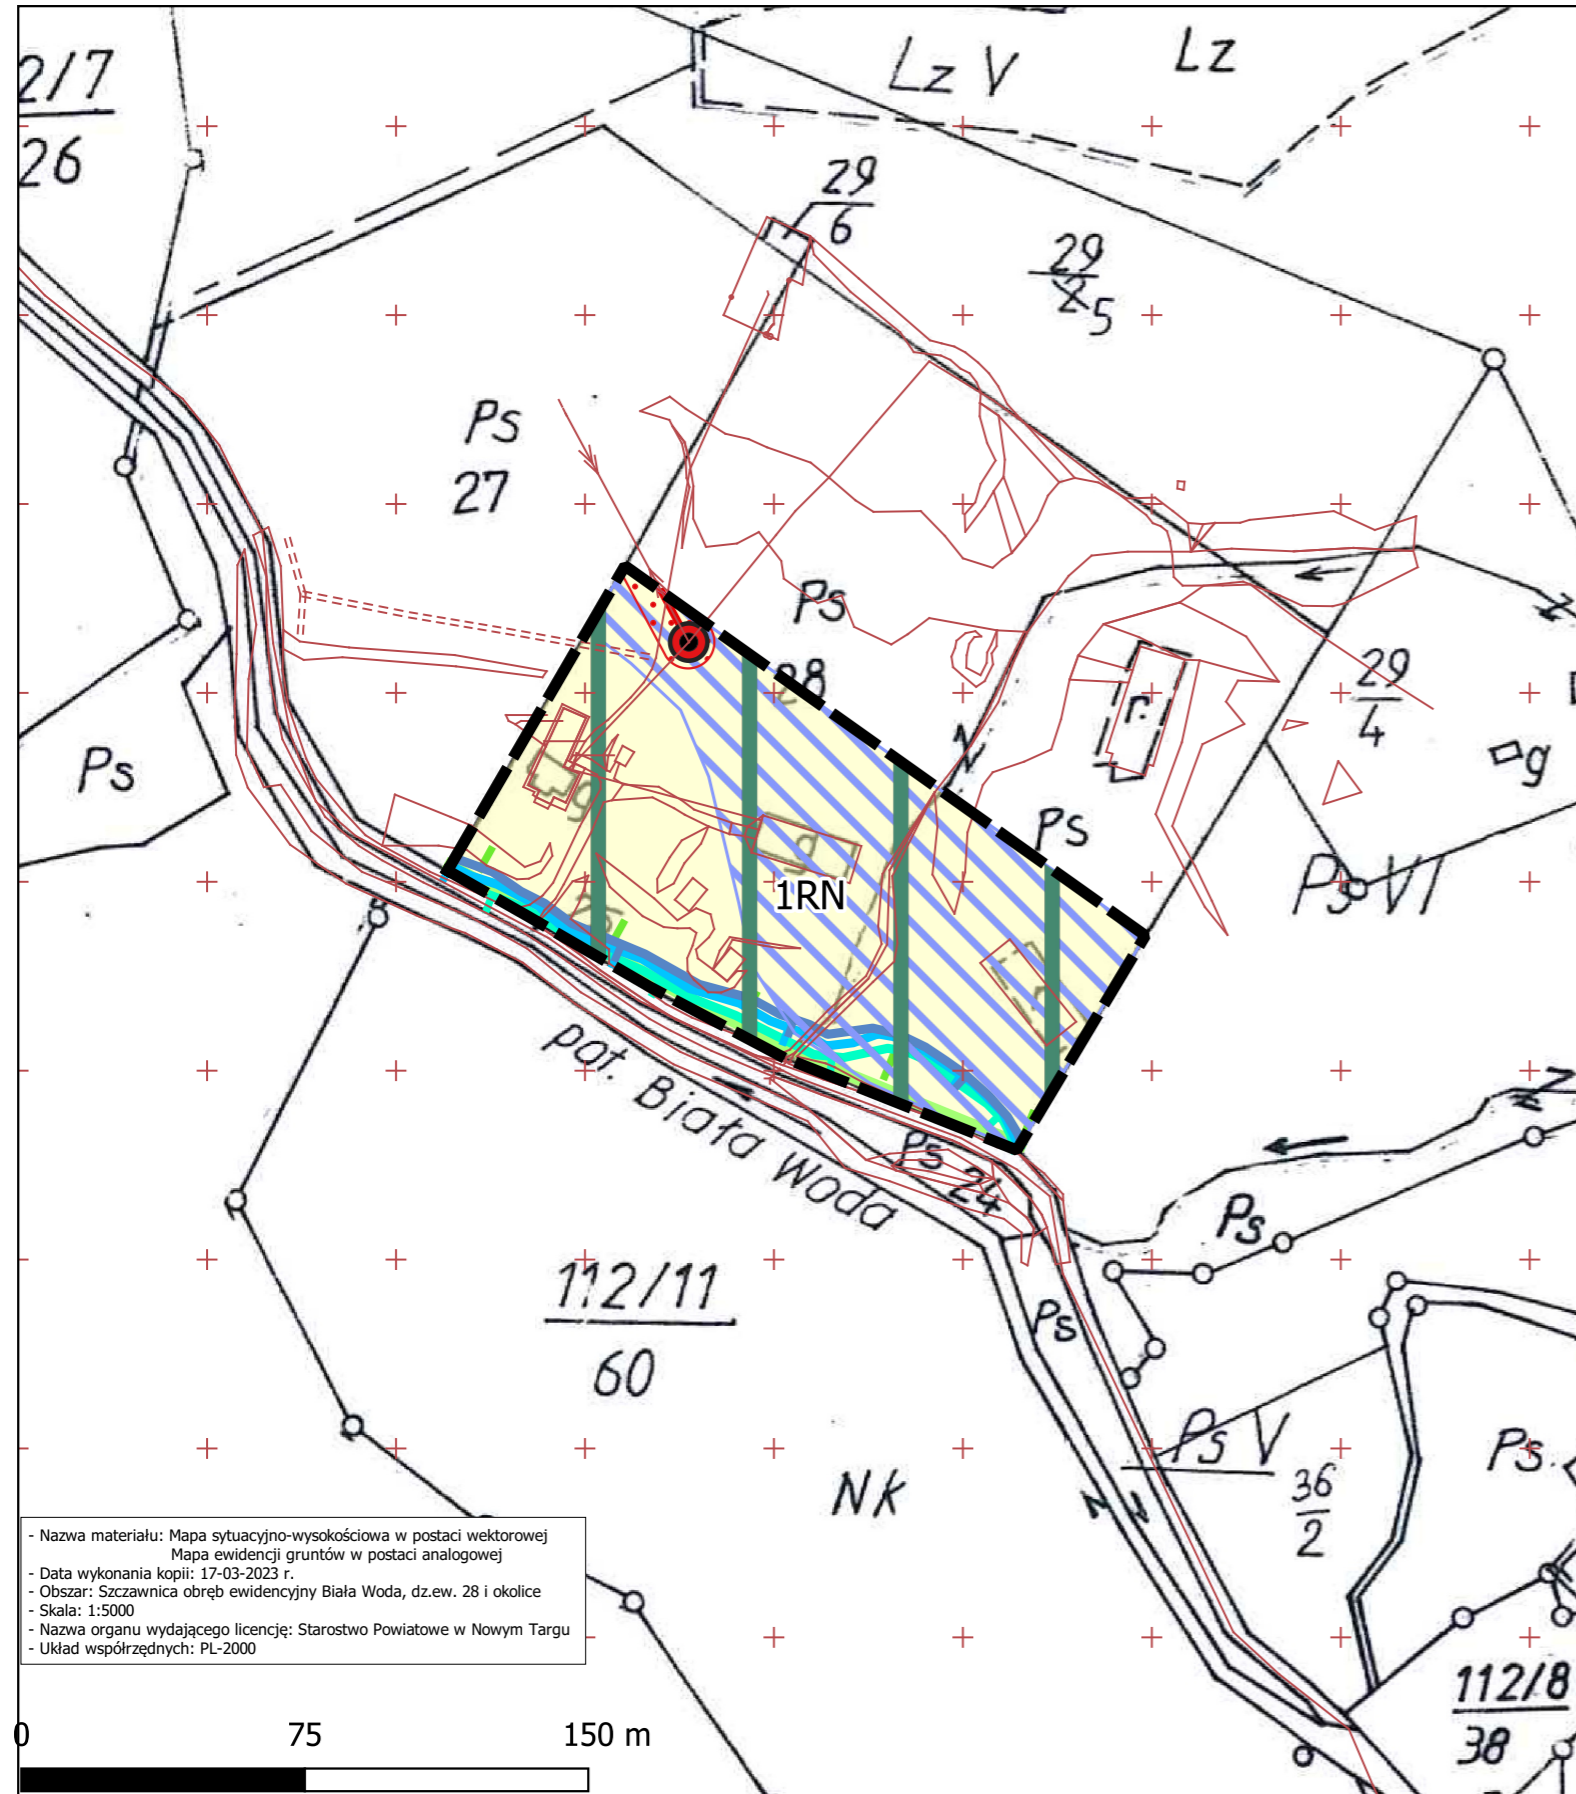 2/7
26
Lz V
Lz
29
6
29
2 5
Ps
27
Ps
28
r.
29
4
g
Ps
Ps
Ps VI
g
g
1RN
pot. Biała Woda
Ps
24
Ps
112/11
60
Ps
Ps V
36
2
Ps
Nk
- Nazwa materiału: Mapa sytuacyjno-wysokościowa w postaci wektorowej
Mapa ewidencji gruntów w postaci analogowej
- Data wykonania kopii: 17-03-2023 r.
- Obszar: Szczawnica obręb ewidencyjny Biała Woda, dz.ew. 28 i okolice
- Skala: 1:5000
- Nazwa organu wydającego licencję: Starostwo Powiatowe w Nowym Targu
- Układ współrzędnych: PL-2000
112/8
38
0 75 150 m